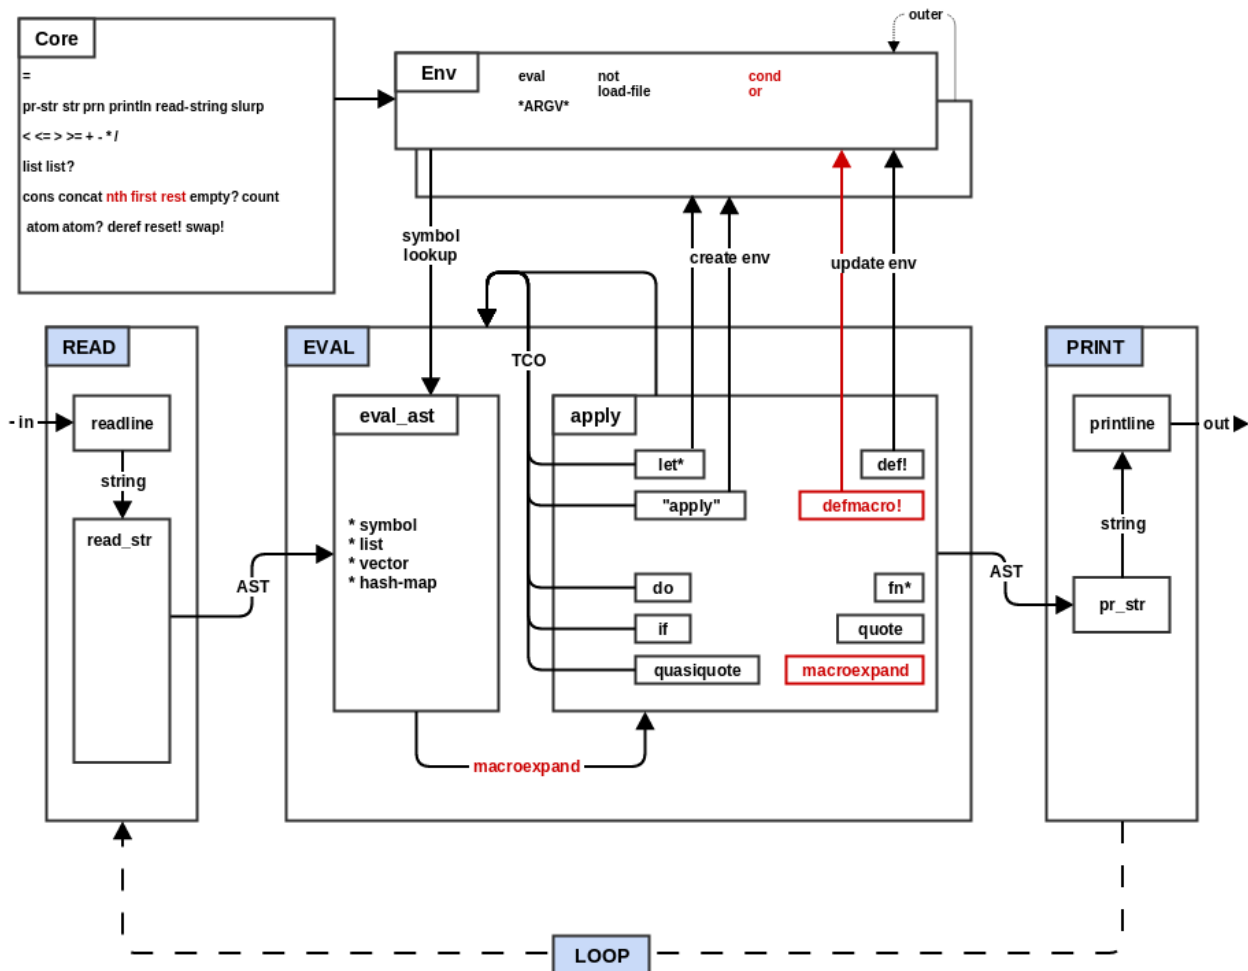 outer
Core
=
pr-str str prn println read-string slurp
< <= > >= + - * /
list list?
cons concat nth first rest empty? count
atom atom? deref reset! swap!
Env
eval not cond
load-file or
*ARGV*
symbol
lookup
create env
update env
READ
EVAL
PRINT
TCO
- in
readline
string
read_str
AST
eval_ast
* symbol
* list
* vector
* hash-map
apply
let*
def!
"apply"
defmacro!
do
fn*
if
quote
quasiquote
macroexpand
macroexpand
AST
printline
out
string
pr_str
LOOP